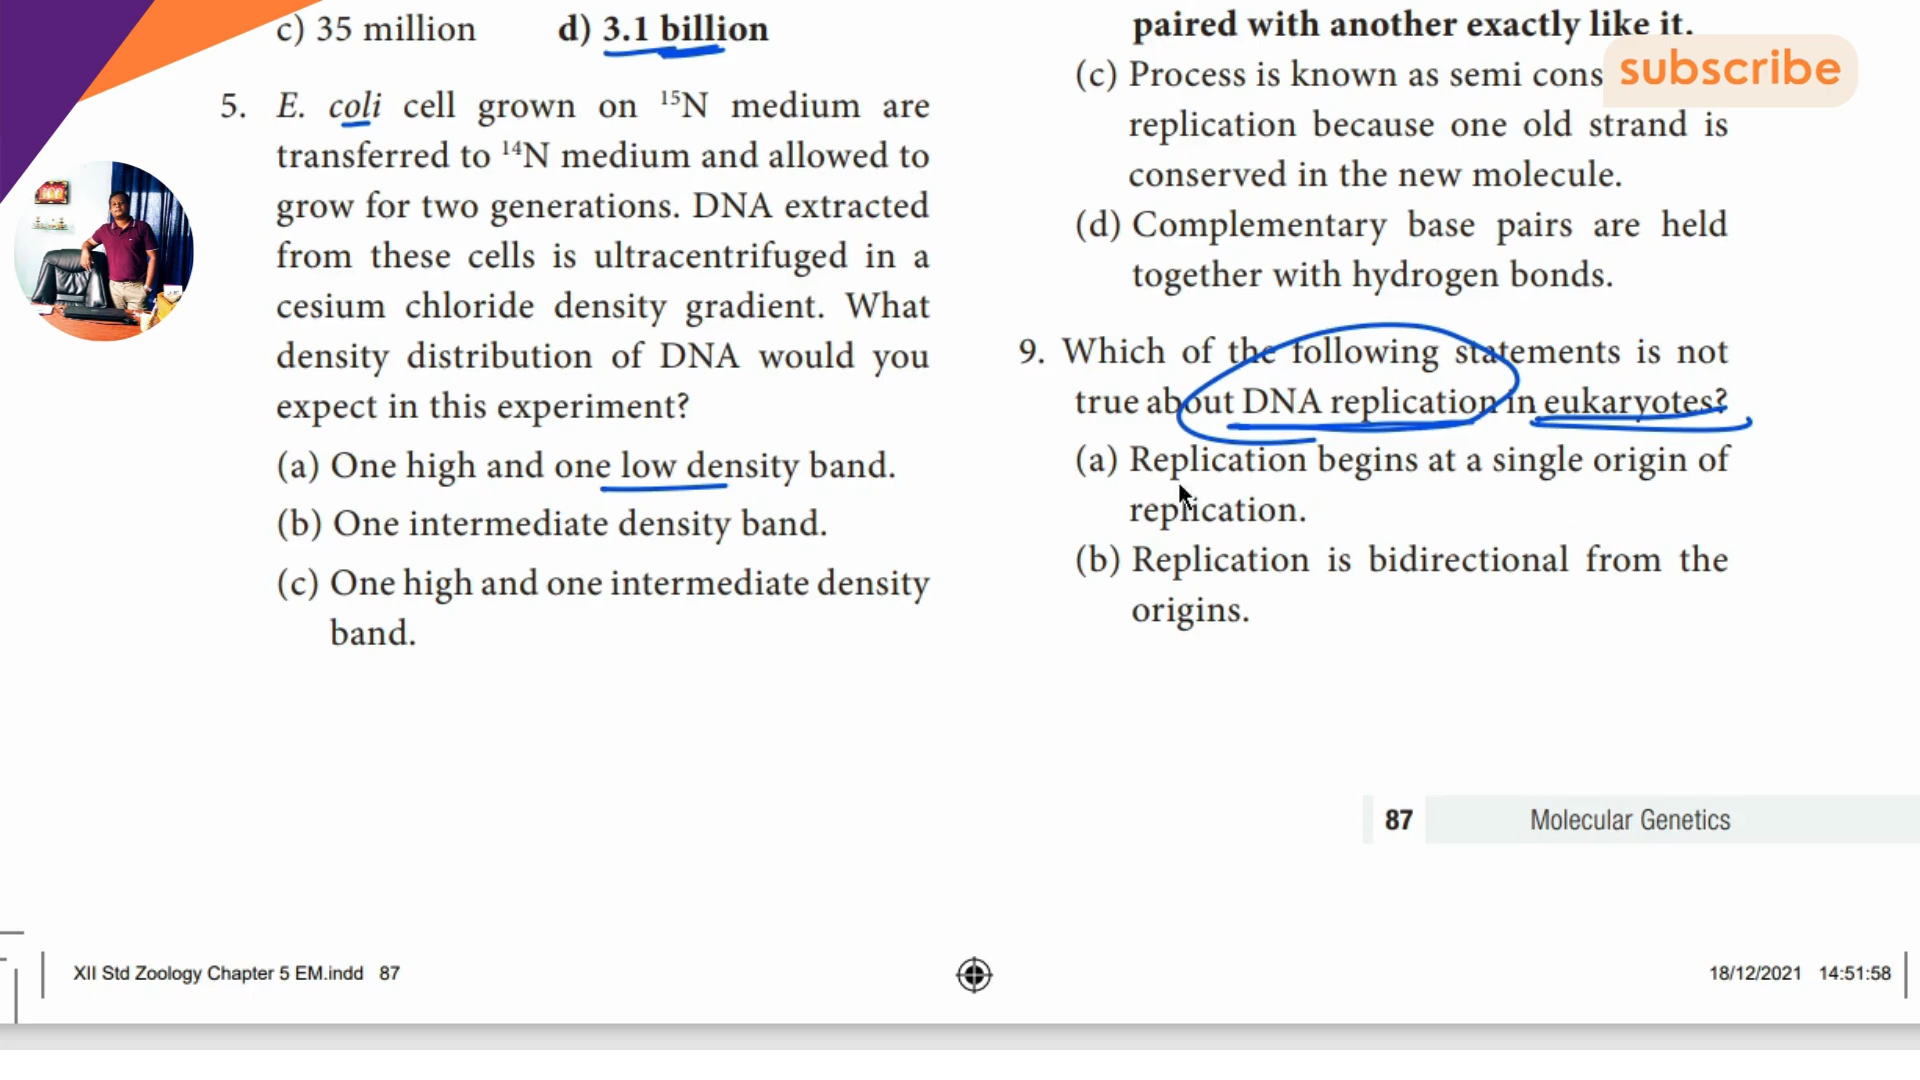 c) 35 million d) 3.1 billion
5. E. coli cell grown on ¹⁵N medium are
transferred to ¹⁴N medium and allowed to
grow for two generations. DNA extracted
from these cells is ultracentrifuged in a
cesium chloride density gradient. What
density distribution of DNA would you
expect in this experiment?
(a) One high and one low density band.
(b) One intermediate density band.
(c) One high and one intermediate density
band.
paired with another exactly like it.
subscribe
(c) Process is known as semi cons
replication because one old strand is
conserved in the new molecule.
(d) Complementary base pairs are held
together with hydrogen bonds.
9. Which of the following statements is not
true about DNA replication in eukaryotes?
(a) Replication begins at a single origin of
replication.
(b) Replication is bidirectional from the
origins.
87 Molecular Genetics
XII Std Zoology Chapter 5 EM.indd 87
18/12/2021 14:51:58